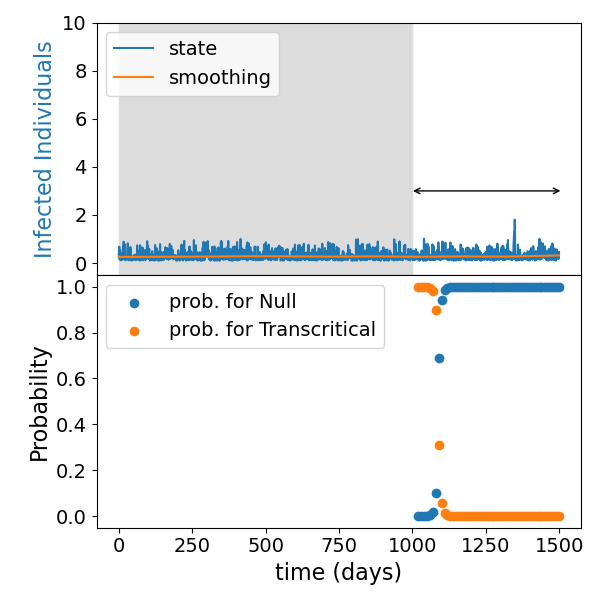 Infected Individuals
10
8
6
4
2
0
state
smoothing
Probability
1.0
0.8
0.6
0.4
0.2
0.0
prob. for Null
prob. for Transcritical
0 250 500 750 1000 1250 1500
time (days)